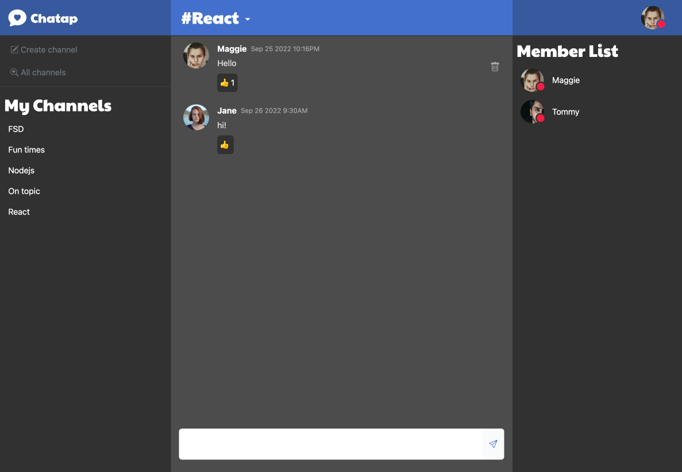 Chatap
#React
Create channel
All channels
My Channels
FSD
Fun times
Nodejs
On topic
React
Maggie Sep 25 2022 10:16PM
Hello
👍 1
Jane Sep 26 2022 9:30AM
hi!
👍
Member List
Maggie
Tommy